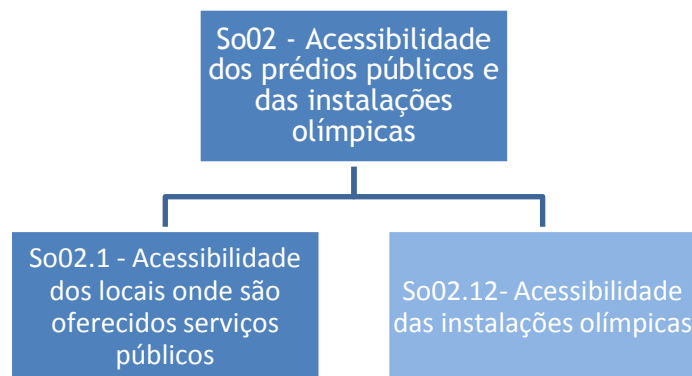 So02 - Acessibilidade
dos prédios públicos e
das instalações
olímpicas
So02.1 - Acessibilidade
dos locais onde são
oferecidos serviços
públicos
So02.12- Acessibilidade
das instalações olímpicas